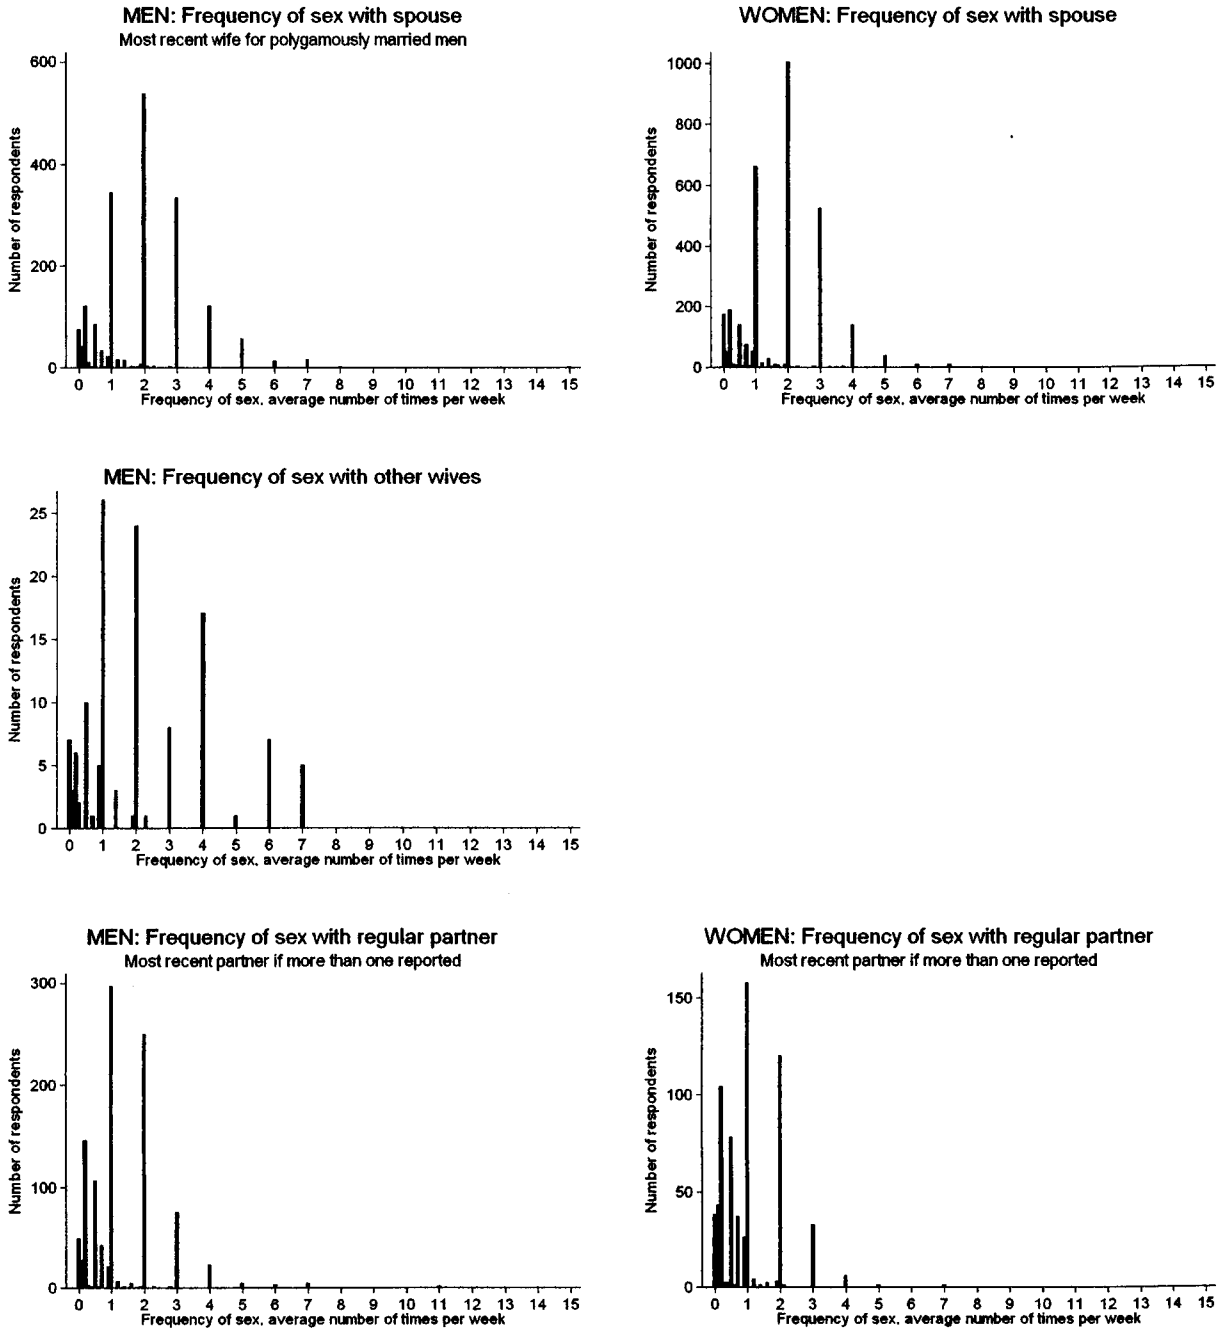 MEN: Frequency of sex with spouse
Most recent wife for polygamously married men
600
400
200
0
Number of respondents
0 1 2 3 4 5 6 7 8 9 10 11 12 13 14 15
Frequency of sex, average number of times per week
WOMEN: Frequency of sex with spouse
1000
800
600
400
200
0
Number of respondents
0 1 2 3 4 5 6 7 8 9 10 11 12 13 14 15
Frequency of sex, average number of times per week
MEN: Frequency of sex with other wives
25
20
15
10
5
0
Number of respondents
0 1 2 3 4 5 6 7 8 9 10 11 12 13 14 15
Frequency of sex, average number of times per week
MEN: Frequency of sex with regular partner
Most recent partner if more than one reported
300
200
100
0
Number of respondents
0 1 2 3 4 5 6 7 8 9 10 11 12 13 14 15
Frequency of sex, average number of times per week
WOMEN: Frequency of sex with regular partner
Most recent partner if more than one reported
150
100
50
0
Number of respondents
0 1 2 3 4 5 6 7 8 9 10 11 12 13 14 15
Frequency of sex, average number of times per week